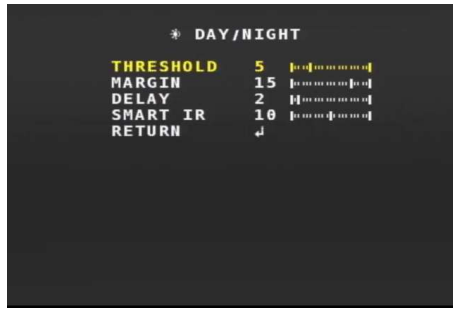 DAY/NIGHT
THRESHOLD 5
MARGIN 15
DELAY 2
SMART IR 10
RETURN ↲